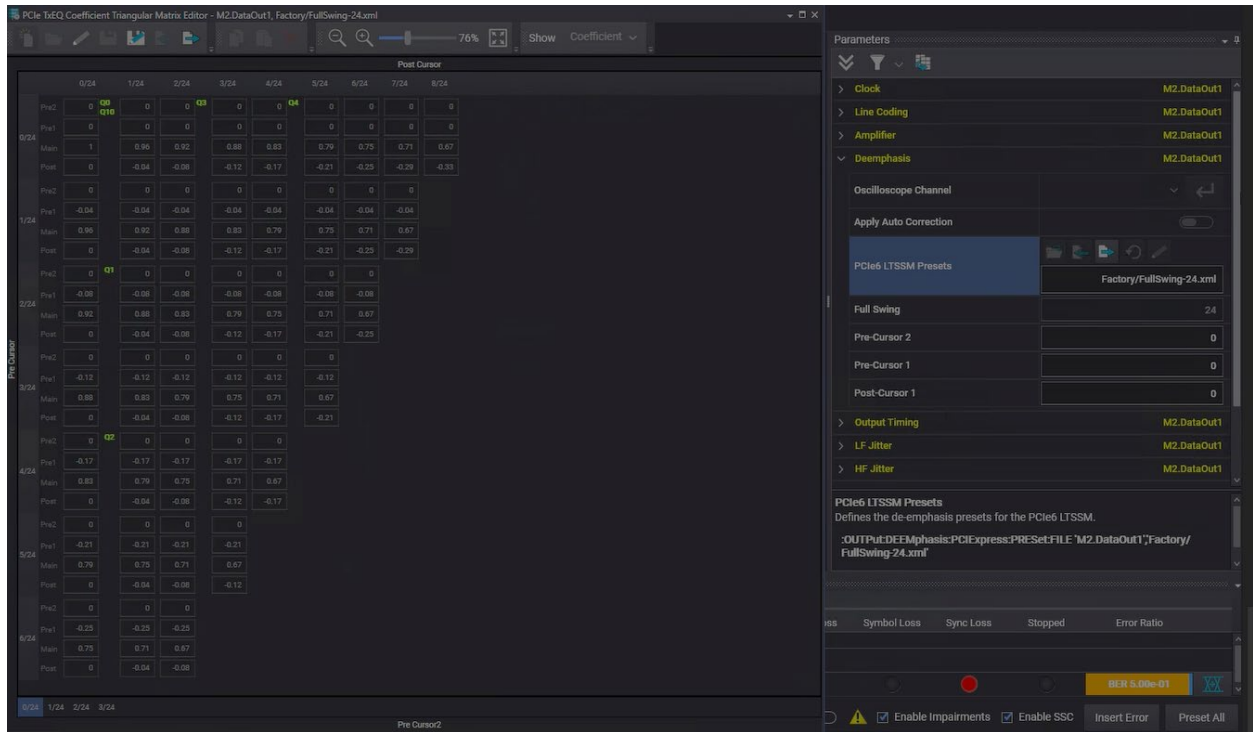 PCIe TxEQ Coefficient Triangular Matrix Editor - M2.DataOut1, Factory/FullSwing-24.xml
76% Show Coefficient
Post Cursor
0/24 1/24 2/24 3/24 4/24 5/24 6/24 7/24 8/24
0/24
Pre2 0 Q0 Q10 0 0 Q3 0 0 Q4 0 0 0 0
Pre1 0 0 0 0 0 0 0 0 0
Main 1 0.96 0.92 0.88 0.83 0.79 0.75 0.71 0.67
Post 0 -0.04 -0.08 -0.12 -0.17 -0.21 -0.25 -0.29 -0.33
1/24
Pre2 0 0 0 0 0 0 0 0
Pre1 -0.04 -0.04 -0.04 -0.04 -0.04 -0.04 -0.04 -0.04
Main 0.96 0.92 0.88 0.83 0.79 0.75 0.71 0.67
Post 0 -0.04 -0.08 -0.12 -0.17 -0.21 -0.25 -0.29
2/24
Pre2 0 Q1 0 0 0 0 0 0
Pre1 -0.08 -0.08 -0.08 -0.08 -0.08 -0.08 -0.08
Main 0.92 0.88 0.83 0.79 0.75 0.71 0.67
Post 0 -0.04 -0.08 -0.12 -0.17 -0.21 -0.25
3/24
Pre2 0 0 0 0 0 0
Pre1 -0.12 -0.12 -0.12 -0.12 -0.12 -0.12
Main 0.88 0.83 0.79 0.75 0.71 0.67
Post 0 -0.04 -0.08 -0.12 -0.17 -0.21
4/24
Pre2 0 Q2 0 0 0 0
Pre1 -0.17 -0.17 -0.17 -0.17 -0.17
Main 0.83 0.79 0.75 0.71 0.67
Post 0 -0.04 -0.08 -0.12 -0.17
5/24
Pre2 0 0 0 0
Pre1 -0.21 -0.21 -0.21 -0.21
Main 0.79 0.75 0.71 0.67
Post 0 -0.04 -0.08 -0.12
6/24
Pre2 0 0 0
Pre1 -0.25 -0.25 -0.25
Main 0.75 0.71 0.67
Post 0 -0.04 -0.08
Pre Cursor
0/24 1/24 2/24 3/24
Pre Cursor2
Parameters
Clock M2.DataOut1
Line Coding M2.DataOut1
Amplifier M2.DataOut1
Deemphasis M2.DataOut1
Oscilloscope Channel
Apply Auto Correction
PCIe6 LTSSM Presets Factory/FullSwing-24.xml
Full Swing 24
Pre-Cursor 2 0
Pre-Cursor 1 0
Post-Cursor 1 0
Output Timing M2.DataOut1
LF Jitter M2.DataOut1
HF Jitter M2.DataOut1
PCIe6 LTSSM Presets
Defines the de-emphasis presets for the PCIe6 LTSSM.
:OUTPut:DEEMphasis:PCIExpress:PRESet:FILE 'M2.DataOut1','Factory/
FullSwing-24.xml'
oss Symbol Loss Sync Loss Stopped Error Ratio
BER 5.00e-01
Enable Impairments Enable SSC Insert Error Preset All